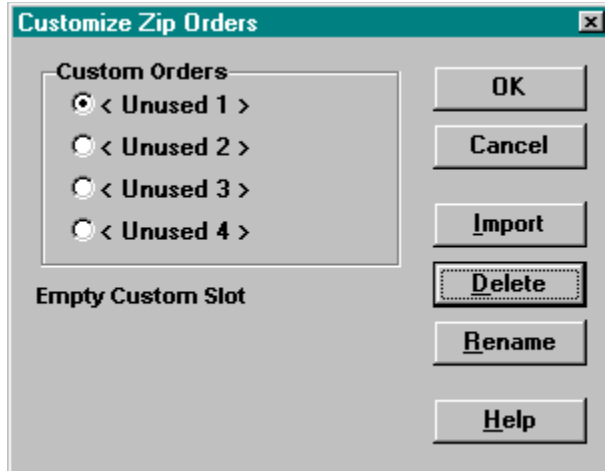 Customize Zip Orders
Custom Orders
< Unused 1 >
< Unused 2 >
< Unused 3 >
< Unused 4 >
Empty Custom Slot
OK
Cancel
Import
Delete
Rename
Help